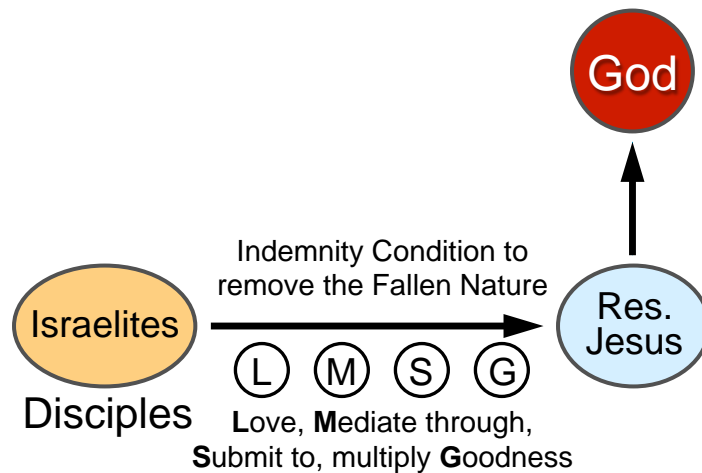 God
Indemnity Condition to
remove the Fallen Nature
Israelites
Res.
Jesus
L M S G
Disciples
Love, Mediate through,
Submit to, multiply Goodness